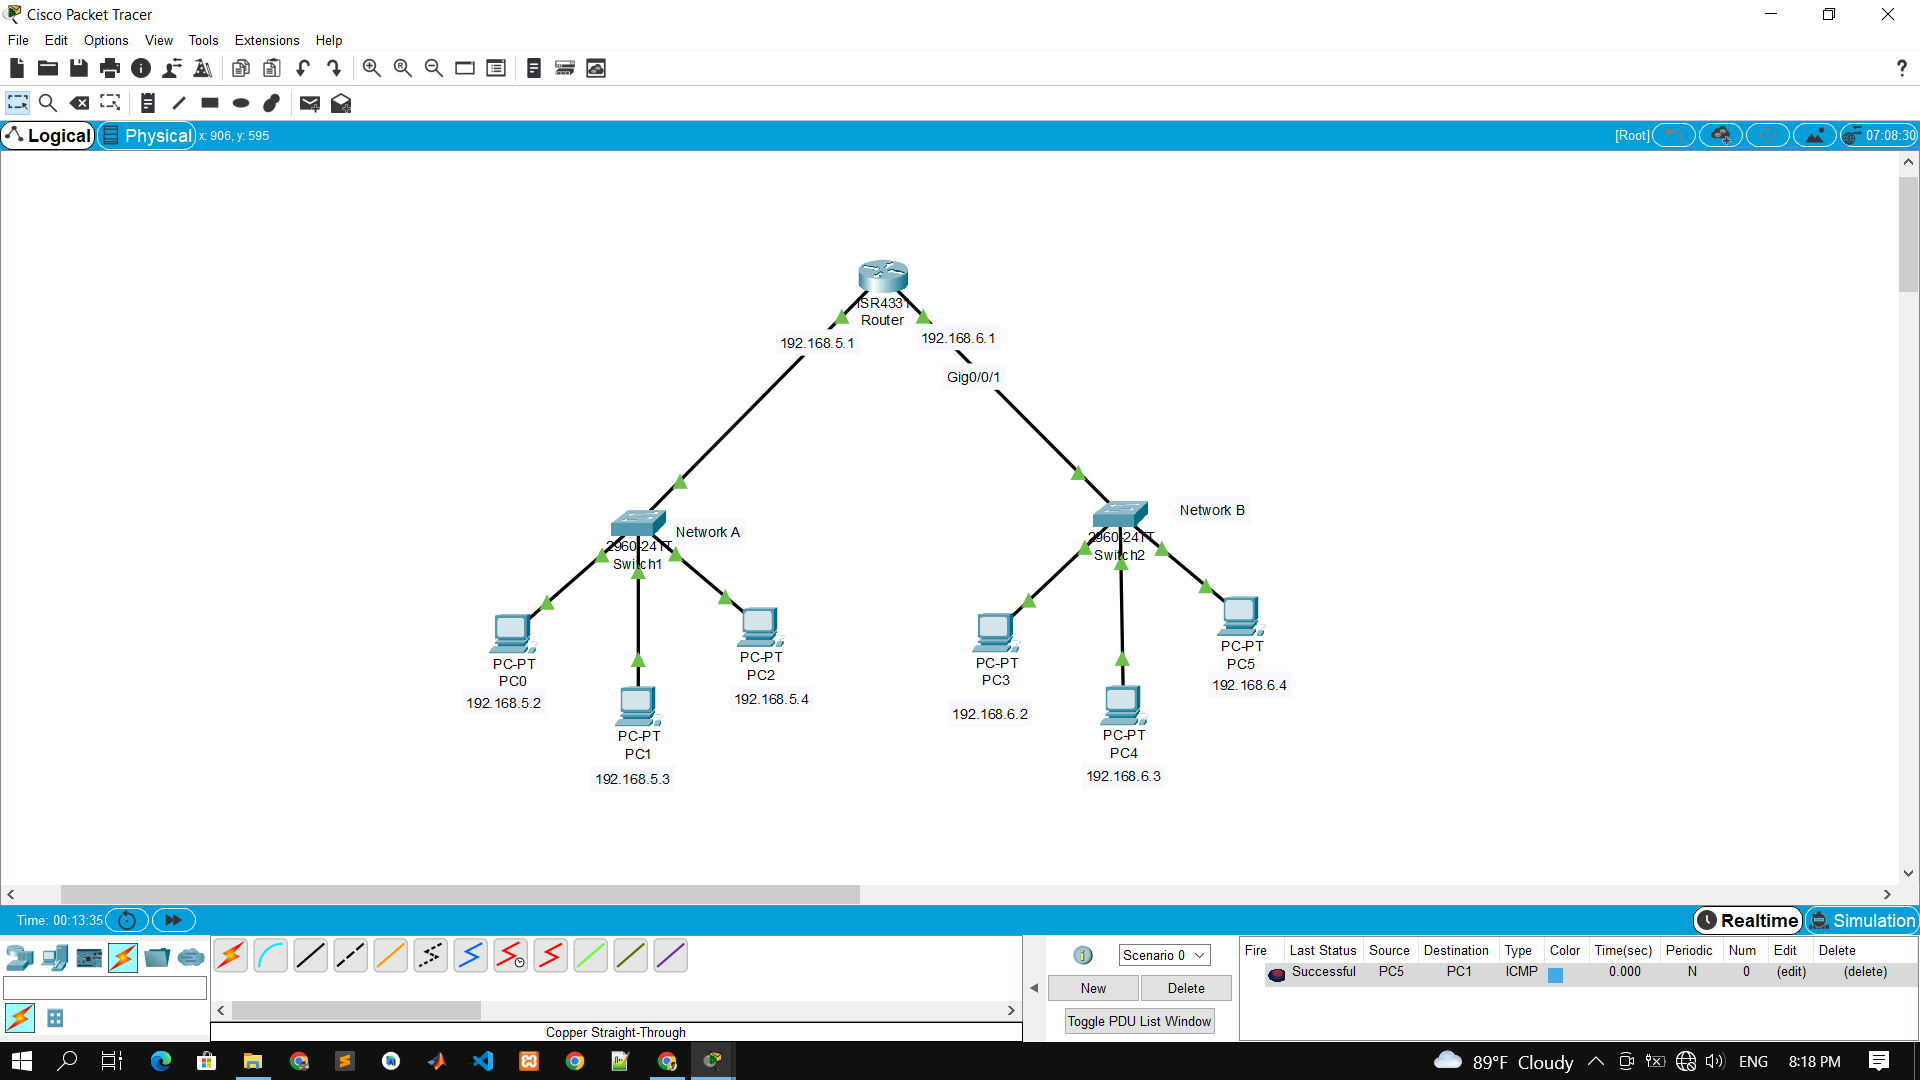 Cisco Packet Tracer
File Edit Options View Tools Extensions Help
?
Logical Physical x: 906, y: 595 [Root] 07:08:30
ISR4331
Router
192.168.5.1
192.168.6.1
Gig0/0/1
Network A
2960-24TT
Switch1
Network B
2960-24TT
Switch2
PC-PT
PC0
192.168.5.2
PC-PT
PC1
192.168.5.3
PC-PT
PC2
192.168.5.4
PC-PT
PC3
192.168.6.2
PC-PT
PC4
192.168.6.3
PC-PT
PC5
192.168.6.4
Time: 00:13:35 Realtime Simulation
Copper Straight-Through
Scenario 0
New Delete
Toggle PDU List Window
Fire Last Status Source Destination Type Color Time(sec) Periodic Num Edit Delete
Successful PC5 PC1 ICMP 0.000 N 0 (edit) (delete)
89°F Cloudy ENG 8:18 PM